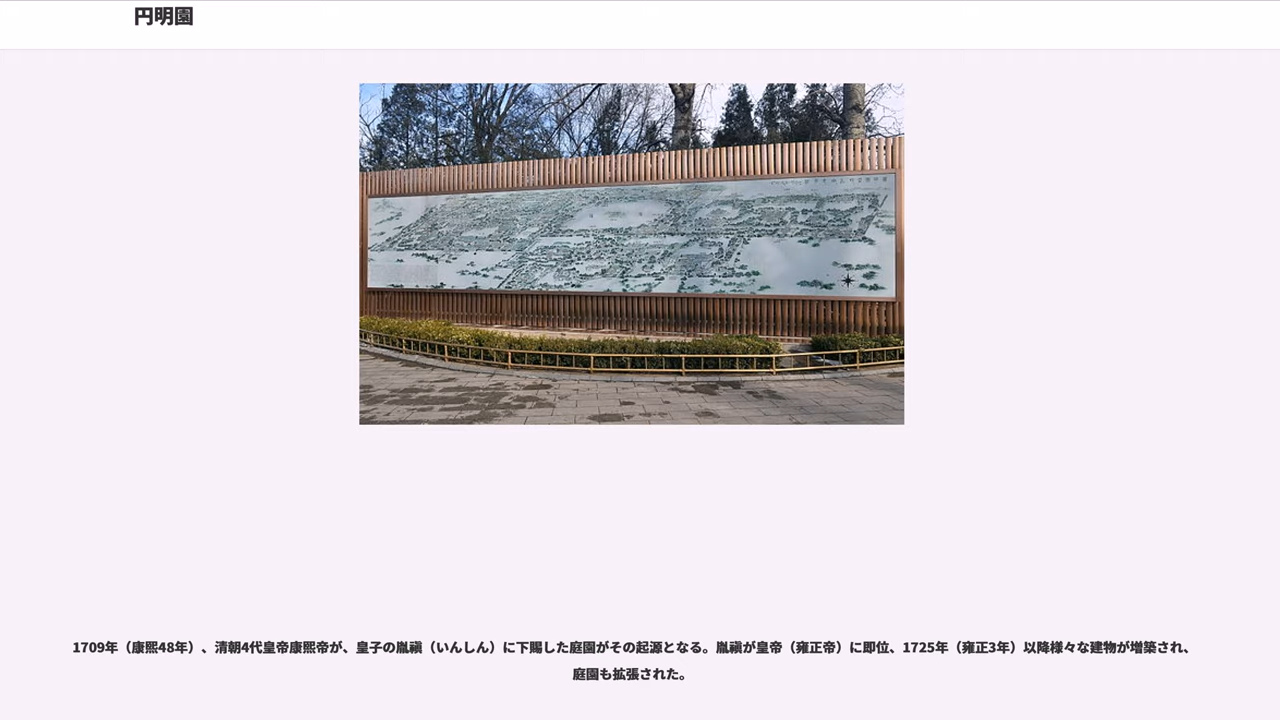 円明園
1709年（康熙48年）、清朝4代皇帝康熙帝が、皇子の胤禛（いんしん）に下賜した庭園がその起源となる。胤禛が皇帝（雍正帝）に即位、1725年（雍正3年）以降様々な建物が増築され、
庭園も拡張された。